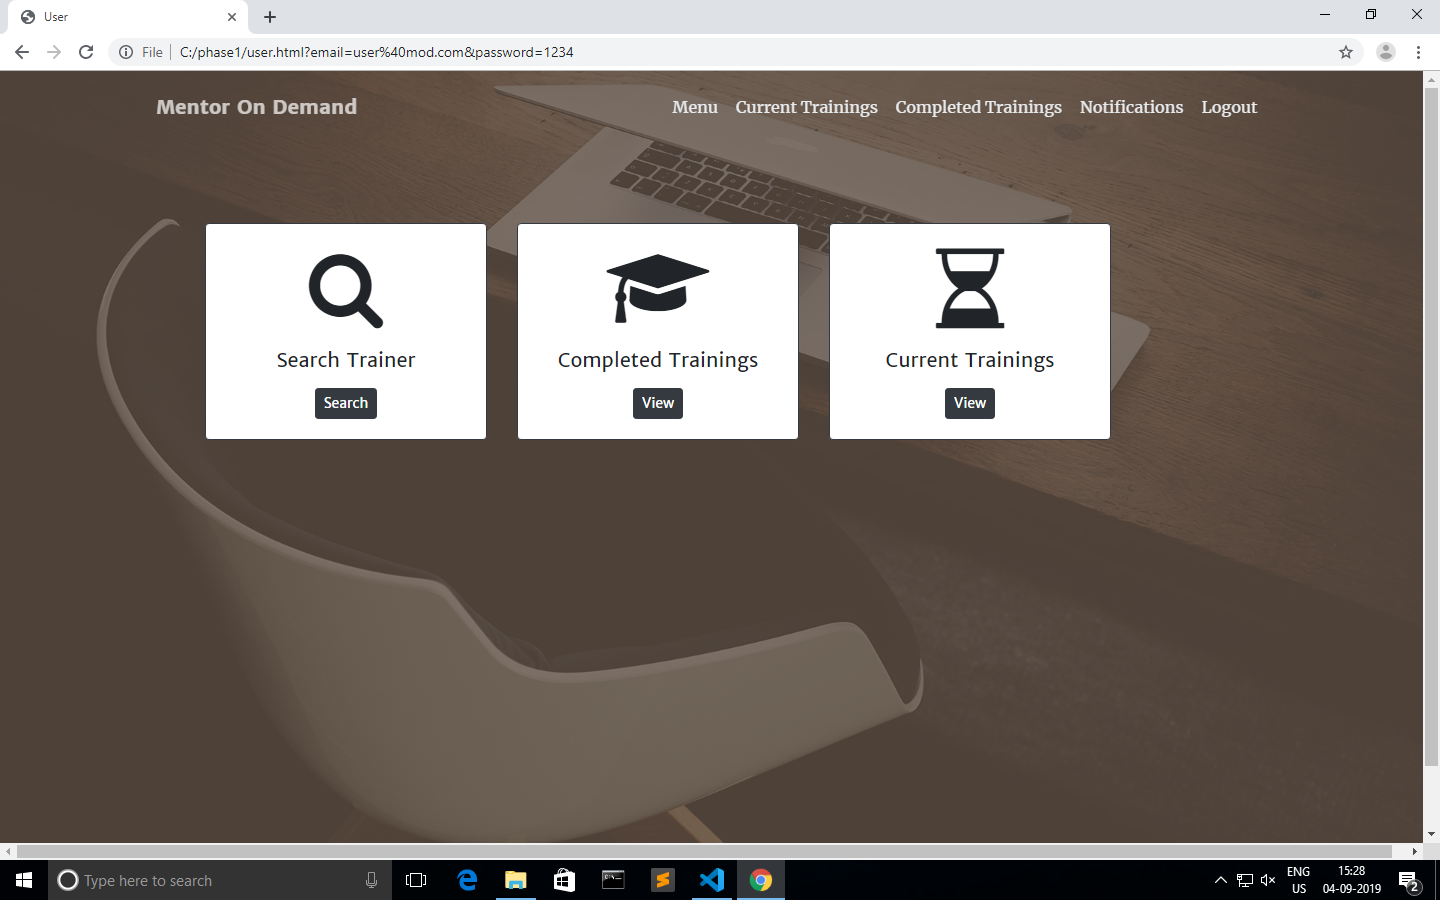 User
File
C:/phase1/user.html?email=user%40mod.com&password=1234
Mentor On Demand
Menu Current Trainings Completed Trainings Notifications Logout
Search Trainer
Search
Completed Trainings
View
Current Trainings
View
Type here to search
ENG
US
15:28
04-09-2019
2